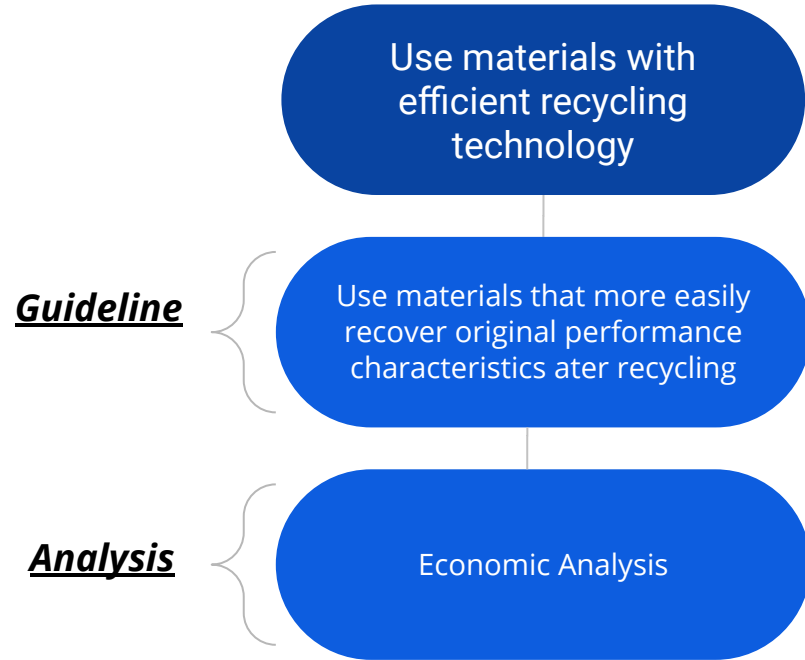 Use materials with
efficient recycling
technology
Guideline
Use materials that more easily
recover original performance
characteristics ater recycling
Analysis
Economic Analysis